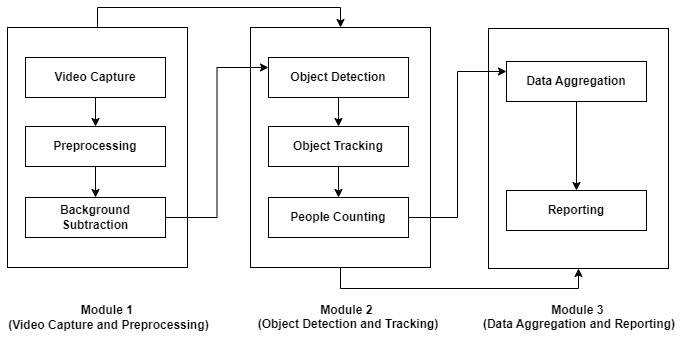 Video Capture
Preprocessing
Background
Subtraction
Module 1
(Video Capture and Preprocessing)
Object Detection
Object Tracking
People Counting
Module 2
(Object Detection and Tracking)
Data Aggregation
Reporting
Module 3
(Data Aggregation and Reporting)